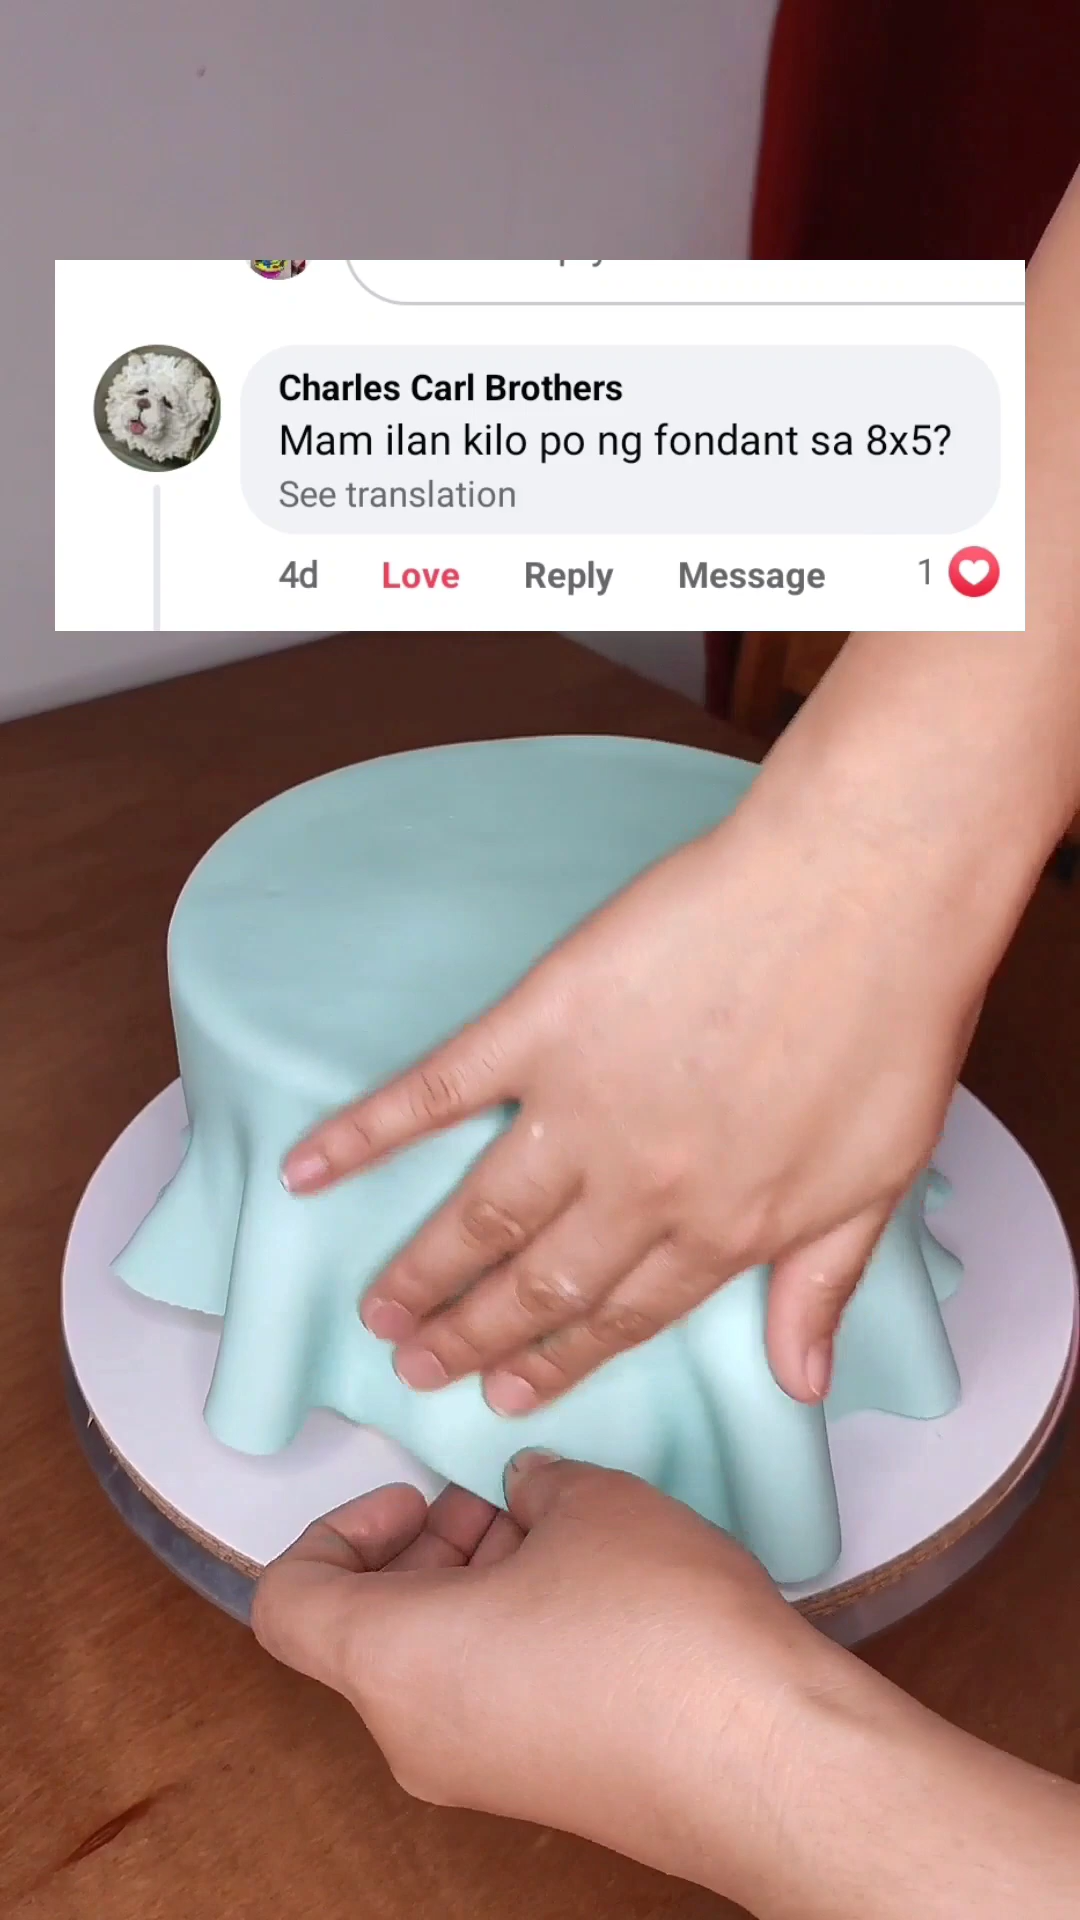 Charles Carl Brothers
Mam ilan kilo po ng fondant sa 8x5?
See translation
4d Love Reply Message 1